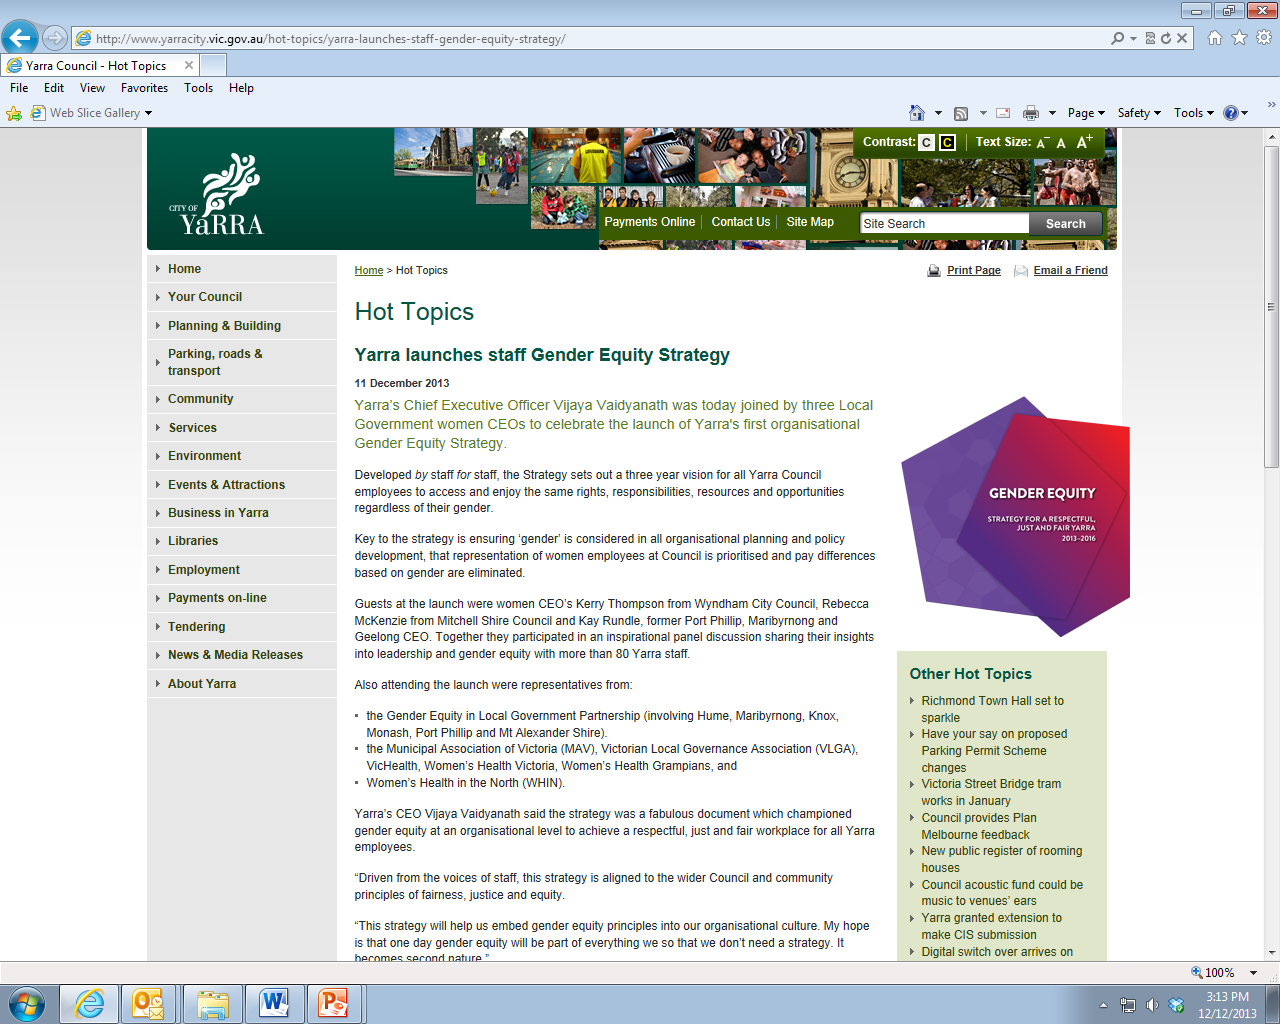 http://www.yarracity.vic.gov.au/hot-topics/yarra-launches-staff-gender-equity-strategy/
Yarra Council - Hot Topics
File Edit View Favorites Tools Help
Web Slice Gallery
Page Safety Tools
CITY OF
YaRRA
Contrast: C C Text Size: A− A A+
Payments Online Contact Us Site Map Site Search Search
Home
Your Council
Planning & Building
Parking, roads &
transport
Community
Services
Environment
Events & Attractions
Business in Yarra
Libraries
Employment
Payments on-line
Tendering
News & Media Releases
About Yarra
Home > Hot Topics
Print Page Email a Friend
Hot Topics
Yarra launches staff Gender Equity Strategy
11 December 2013
Yarra's Chief Executive Officer Vijaya Vaidyanath was today joined by three Local
Government women CEOs to celebrate the launch of Yarra's first organisational
Gender Equity Strategy.
Developed by staff for staff, the Strategy sets out a three year vision for all Yarra Council
employees to access and enjoy the same rights, responsibilities, resources and opportunities
regardless of their gender.
Key to the strategy is ensuring ‘gender’ is considered in all organisational planning and policy
development, that representation of women employees at Council is prioritised and pay differences
based on gender are eliminated.
Guests at the launch were women CEO’s Kerry Thompson from Wyndham City Council, Rebecca
McKenzie from Mitchell Shire Council and Kay Rundle, former Port Phillip, Maribyrnong and
Geelong CEO. Together they participated in an inspirational panel discussion sharing their insights
into leadership and gender equity with more than 80 Yarra staff.
Also attending the launch were representatives from:
the Gender Equity in Local Government Partnership (involving Hume, Maribyrnong, Knox,
Monash, Port Phillip and Mt Alexander Shire).
the Municipal Association of Victoria (MAV), Victorian Local Governance Association (VLGA),
VicHealth, Women’s Health Victoria, Women’s Health Grampians, and
Women’s Health in the North (WHIN).
Yarra’s CEO Vijaya Vaidyanath said the strategy was a fabulous document which championed
gender equity at an organisational level to achieve a respectful, just and fair workplace for all Yarra
employees.
“Driven from the voices of staff, this strategy is aligned to the wider Council and community
principles of fairness, justice and equity.
“This strategy will help us embed gender equity principles into our organisational culture. My hope
is that one day gender equity will be part of everything we so that we don’t need a strategy. It
becomes second nature.”
GENDER EQUITY
STRATEGY FOR A RESPECTFUL,
JUST AND FAIR YARRA
2013–2016
Other Hot Topics
Richmond Town Hall set to
sparkle
Have your say on proposed
Parking Permit Scheme
changes
Victoria Street Bridge tram
works in January
Council provides Plan
Melbourne feedback
New public register of rooming
houses
Council acoustic fund could be
music to venues’ ears
Yarra granted extension to
make CIS submission
Digital switch over arrives on
100%
3:13 PM
12/12/2013